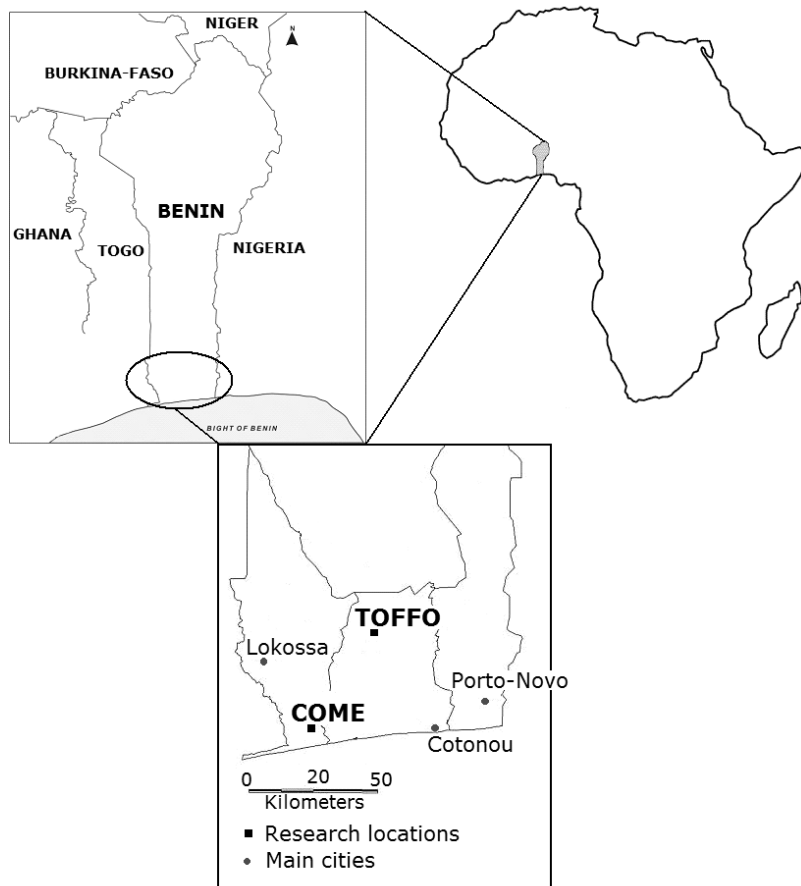 NIGER
N
BURKINA-FASO
BENIN
GHANA
TOGO
NIGERIA
BIGHT OF BENIN
TOFFO
Lokossa
Porto-Novo
COME
Cotonou
0 20 50
Kilometers
Research locations
Main cities